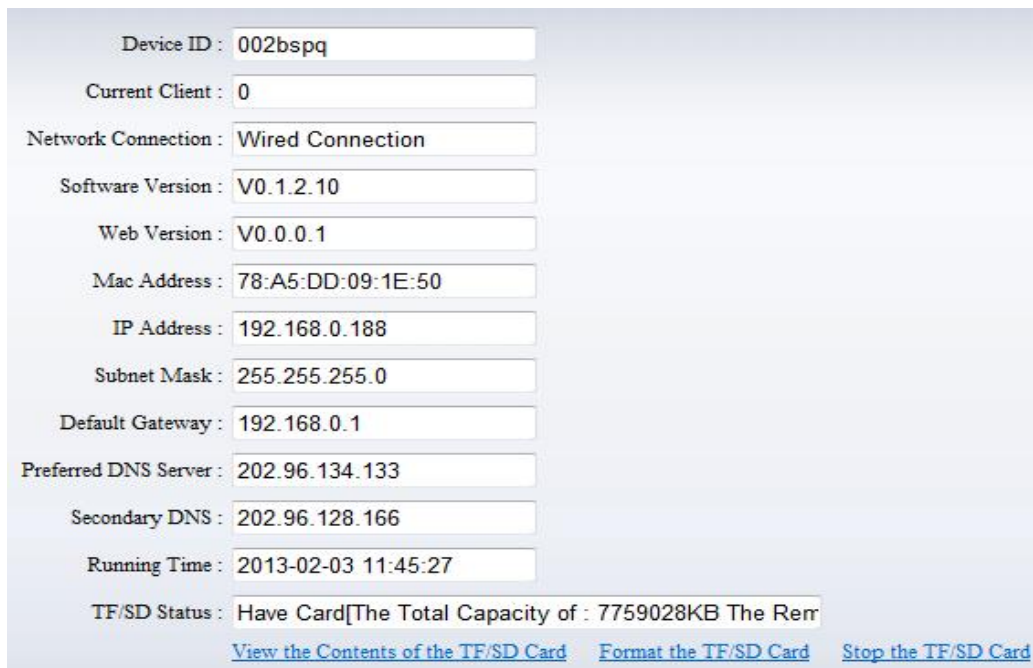 Device ID : 002bspq
Current Client : 0
Network Connection : Wired Connection
Software Version : V0.1.2.10
Web Version : V0.0.0.1
Mac Address : 78:A5:DD:09:1E:50
IP Address : 192.168.0.188
Subnet Mask : 255.255.255.0
Default Gateway : 192.168.0.1
Preferred DNS Server : 202.96.134.133
Secondary DNS : 202.96.128.166
Running Time : 2013-02-03 11:45:27
TF/SD Status : Have Card[The Total Capacity of : 7759028KB The Rem
View the Contents of the TF/SD Card Format the TF/SD Card Stop the TF/SD Card